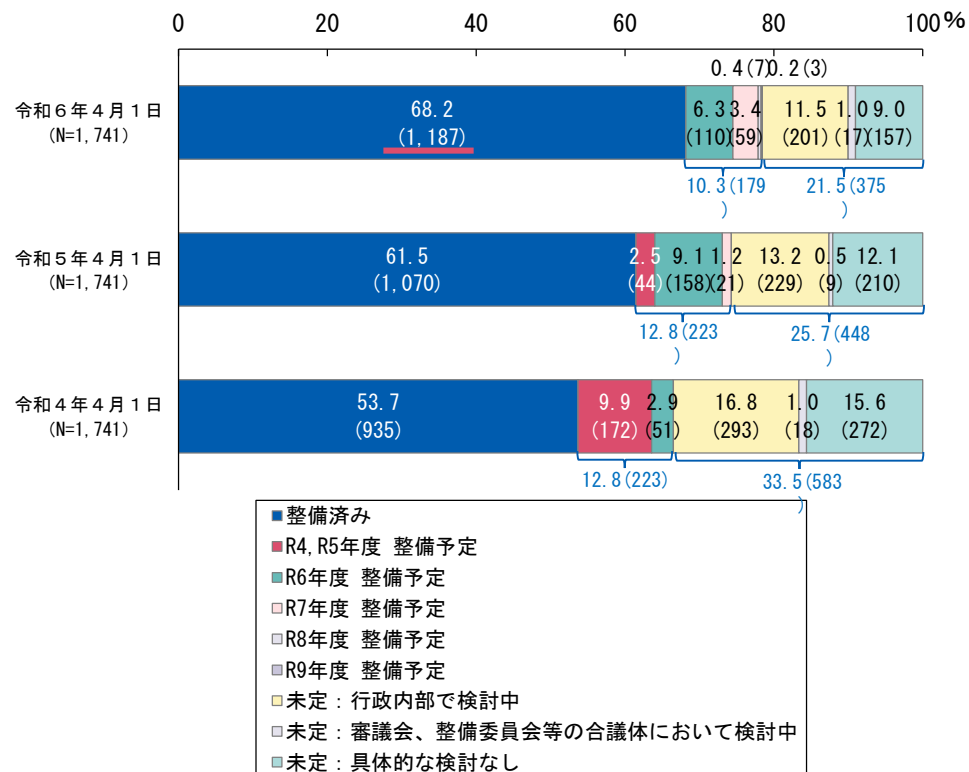 0 20 40 60 80 100%
0.4(7) 0.2(3)
令和6年4月1日
(N=1,741)
68.2 6.3 3.4 11.5 1.0 9.0
(1,187) (110) (59) (201) (17) (157)
10.3(179
)
21.5(375
)
令和5年4月1日
(N=1,741)
61.5 2.5 9.1 1.2 13.2 0.5 12.1
(1,070) (44) (158) (21) (229) (9) (210)
12.8(223
)
25.7(448
)
令和4年4月1日
(N=1,741)
53.7 9.9 2.9 16.8 1.0 15.6
(935) (172) (51) (293) (18) (272)
12.8(223)
33.5(583
)
整備済み
R4,R5年度 整備予定
R6年度 整備予定
R7年度 整備予定
R8年度 整備予定
R9年度 整備予定
未定：行政内部で検討中
未定：審議会、整備委員会等の合議体において検討中
未定：具体的な検討なし